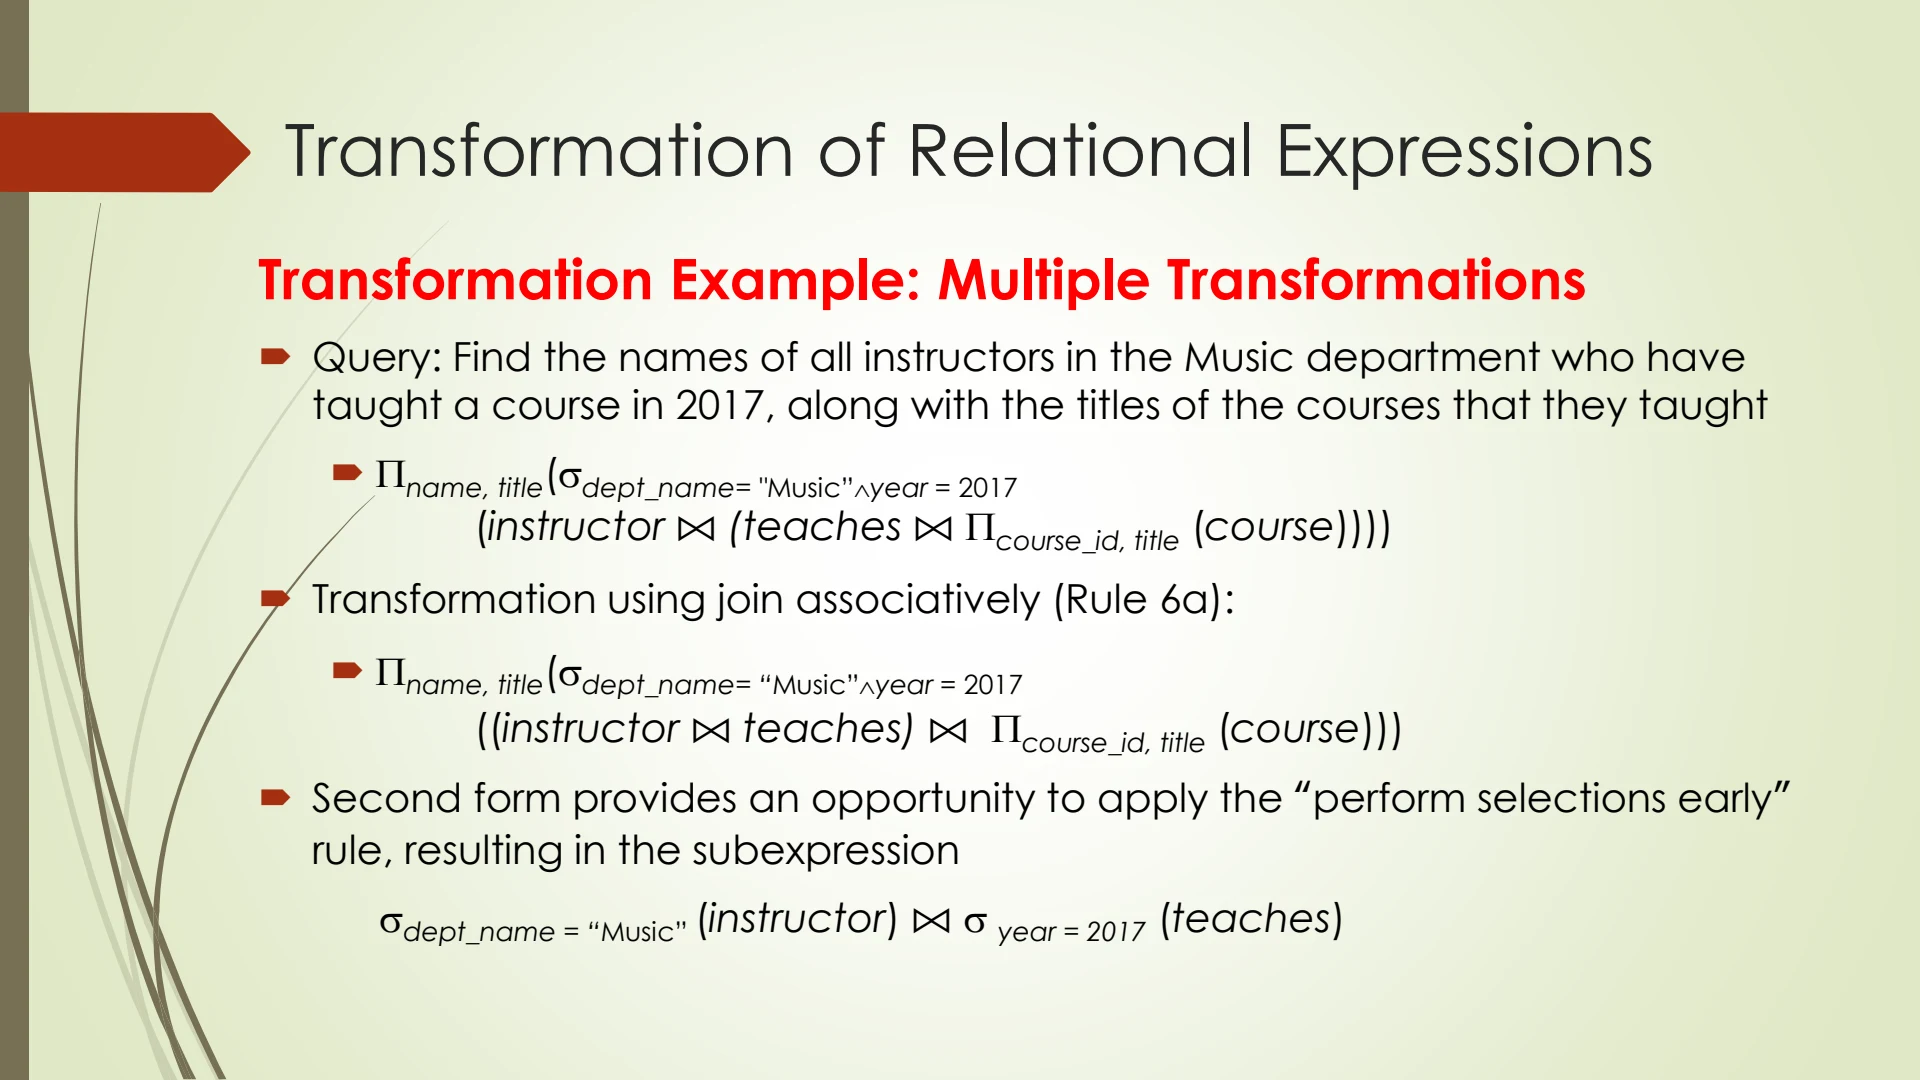 Transformation of Relational Expressions
Transformation Example: Multiple Transformations
Query: Find the names of all instructors in the Music department who have
taught a course in 2017, along with the titles of the courses that they taught
Π name, title(σdept_name= "Music”∧year = 2017
(instructor ⋈ (teaches ⋈ Πcourse_id, title (course))))
Transformation using join associatively (Rule 6a):
Πname, title(σdept_name= “Music”∧year = 2017
((instructor ⋈ teaches) ⋈ Πcourse_id, title (course)))
Second form provides an opportunity to apply the “perform selections early”
rule, resulting in the subexpression
σdept_name = “Music” (instructor) ⋈ σ year = 2017 (teaches)